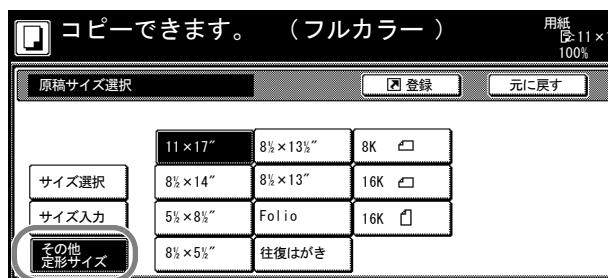 コピーできます。 (フルカラー)
用紙
11×
100%
原稿サイズ選択 登録 元に戻す
11×17" 8½×13½" 8K
サイズ選択 8½×14" 8½×13" 16K
サイズ入力 5½×8½" Folio 16K
その他
定形サイズ 8½×5½" 往復はがき